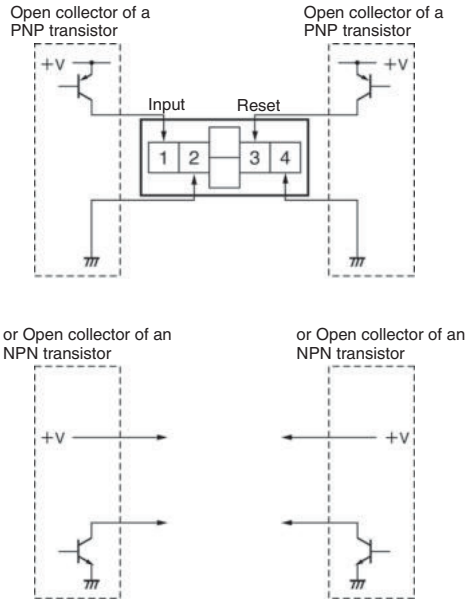 Open collector of a
PNP transistor
Open collector of a
PNP transistor
+V
+V
Input
Reset
1 2 3 4
or Open collector of an
NPN transistor
or Open collector of an
NPN transistor
+V
+V